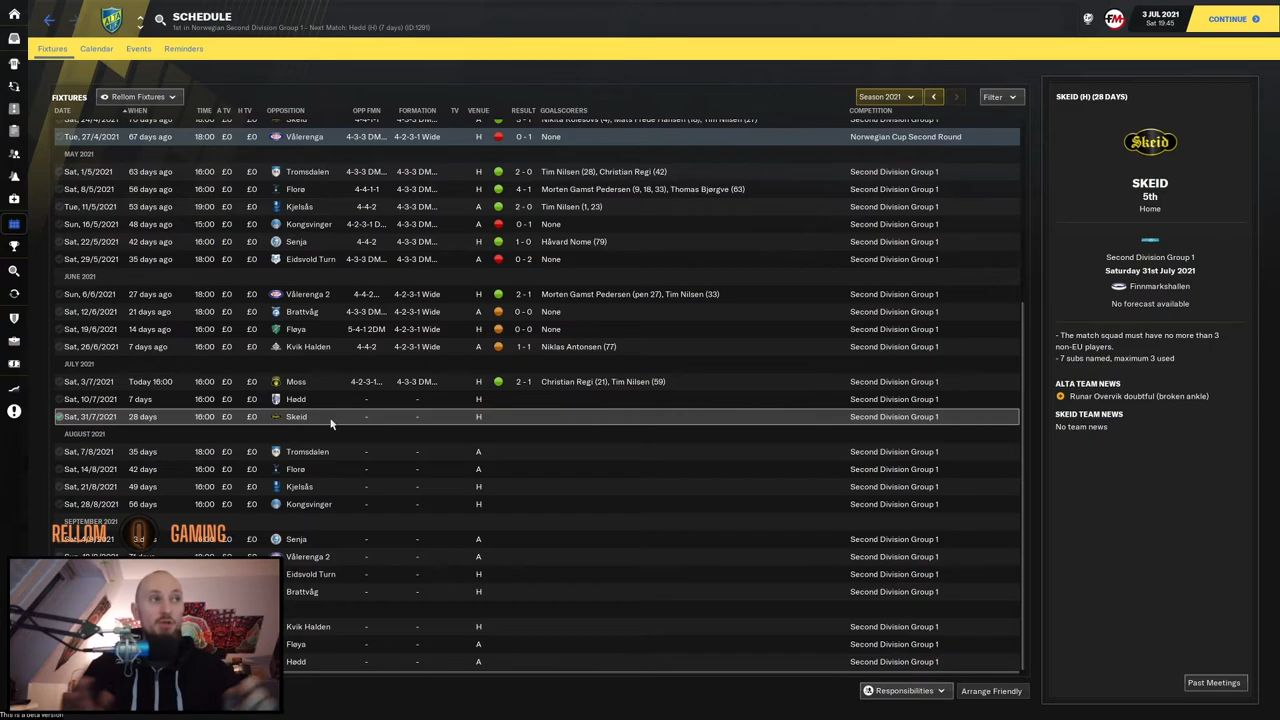 ALTA
SCHEDULE
1st in Norwegian Second Division Group 1 - Next Match: Hødd (H) (7 days) (ID:1291)
FM
3 JUL 2021
Sat 19:45
CONTINUE
Fixtures Calendar Events Reminders
FIXTURES
Rellom Fixtures
Season 2021
Filter
DATE WHEN TIME A TV H TV OPPOSITION OPP FMN FORMATION TV VENUE RESULT GOALSCORERS COMPETITION
Tue, 27/4/2021 67 days ago 18:00 £0 £0 Vålerenga 4-3-3 DM... 4-2-3-1 Wide H 0 - 1 None Norwegian Cup Second Round
MAY 2021
Sat, 1/5/2021 63 days ago 16:00 £0 £0 Tromsdalen 4-3-3 DM... 4-3-3 DM... H 2 - 0 Tim Nilsen (28), Christian Regi (42) Second Division Group 1
Sat, 8/5/2021 56 days ago 16:00 £0 £0 Florø 4-4-1-1 4-3-3 DM... H 4 - 1 Morten Gamst Pedersen (9, 18, 33), Thomas Bjørgve (63) Second Division Group 1
Tue, 11/5/2021 53 days ago 19:00 £0 £0 Kjelsås 4-4-2 4-3-3 DM... A 2 - 0 Tim Nilsen (1, 23) Second Division Group 1
Sun, 16/5/2021 48 days ago 15:00 £0 £0 Kongsvinger 4-2-3-1 D... 4-3-3 DM... A 0 - 1 None Second Division Group 1
Sat, 22/5/2021 42 days ago 16:00 £0 £0 Senja 4-4-2 4-3-3 DM... H 1 - 0 Håvard Nome (79) Second Division Group 1
Sat, 29/5/2021 35 days ago 18:00 £0 £0 Eidsvold Turn 4-3-3 DM... 4-3-3 DM... A 0 - 2 None Second Division Group 1
JUNE 2021
Sun, 6/6/2021 27 days ago 18:00 £0 £0 Vålerenga 2 4-4-2... 4-2-3-1 Wide H 2 - 1 Morten Gamst Pedersen (pen 27), Tim Nilsen (33) Second Division Group 1
Sat, 12/6/2021 21 days ago 18:00 £0 £0 Brattvåg 4-3-3 DM... 4-2-3-1 Wide A 0 - 0 None Second Division Group 1
Sat, 19/6/2021 14 days ago 16:00 £0 £0 Fløya 5-4-1 2DM 4-2-3-1 Wide H 0 - 0 None Second Division Group 1
Sat, 26/6/2021 7 days ago 16:00 £0 £0 Kvik Halden 4-4-2 4-2-3-1 Wide A 1 - 1 Niklas Antonsen (77) Second Division Group 1
JULY 2021
Sat, 3/7/2021 Today 16:00 16:00 £0 £0 Moss 4-2-3-1... 4-3-3 DM... H 2 - 1 Christian Regi (21), Tim Nilsen (59) Second Division Group 1
Sat, 10/7/2021 7 days 16:00 £0 £0 Hødd - - H Second Division Group 1
Sat, 31/7/2021 28 days 16:00 £0 £0 Skeid - - H Second Division Group 1
AUGUST 2021
Sat, 7/8/2021 35 days 18:00 £0 £0 Tromsdalen - - A Second Division Group 1
Sat, 14/8/2021 42 days 16:00 £0 £0 Florø - - A Second Division Group 1
Sat, 21/8/2021 49 days 16:00 £0 £0 Kjelsås - - H Second Division Group 1
Sat, 28/8/2021 56 days 16:00 £0 £0 Kongsvinger - - H Second Division Group 1
SEPTEMBER 2021
RELLOM GAMING
Senja - - A Second Division Group 1
Vålerenga 2 - - A Second Division Group 1
Eidsvold Turn - - H Second Division Group 1
Brattvåg - - H Second Division Group 1
Kvik Halden - - H Second Division Group 1
Fløya - - A Second Division Group 1
Hødd - - A Second Division Group 1
Responsibilities
Arrange Friendly
This is a beta version
SKEID (H) (28 DAYS)
Skeid
SKEID
5th
Home
Second Division Group 1
Saturday 31st July 2021
Finnmarkshallen
No forecast available
- The match squad must have no more than 3
non-EU players.
- 7 subs named, maximum 3 used
ALTA TEAM NEWS
Runar Overvik doubtful (broken ankle)
SKEID TEAM NEWS
No team news
Past Meetings